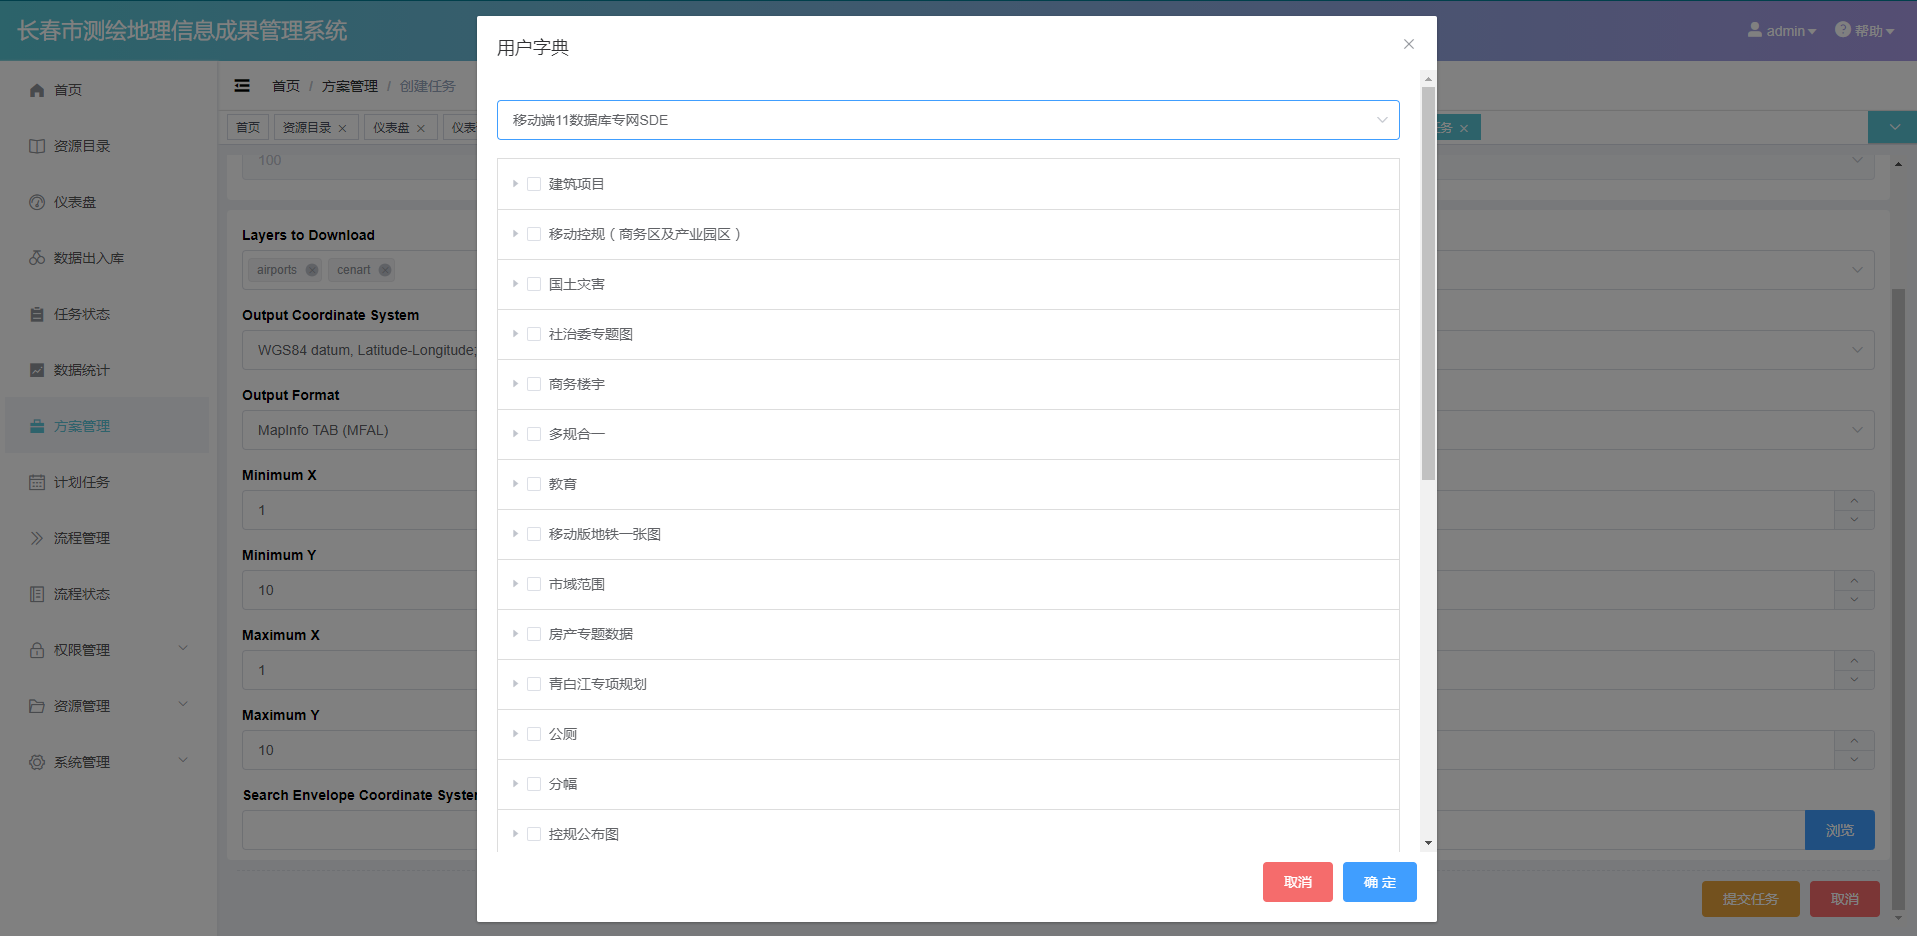 长春市测绘地理信息成果管理系统
admin
帮助
首页
资源目录
仪表盘
数据出入库
任务状态
数据统计
方案管理
计划任务
流程管理
流程状态
权限管理
资源管理
系统管理
首页 / 方案管理 / 创建任务
首页
资源目录
仪表盘
仪表
任务
100
Layers to Download
airports
cenart
Output Coordinate System
WGS84 datum, Latitude-Longitude;
Output Format
MapInfo TAB (MFAL)
Minimum X
1
Minimum Y
10
Maximum X
1
Maximum Y
10
Search Envelope Coordinate System
浏览
提交任务
取消
用户字典
移动端11数据库专网SDE
建筑项目
移动控规（商务区及产业园区）
国土灾害
社治委专题图
商务楼宇
多规合一
教育
移动版地铁一张图
市域范围
房产专题数据
青白江专项规划
公厕
分幅
控规公布图
取消
确 定